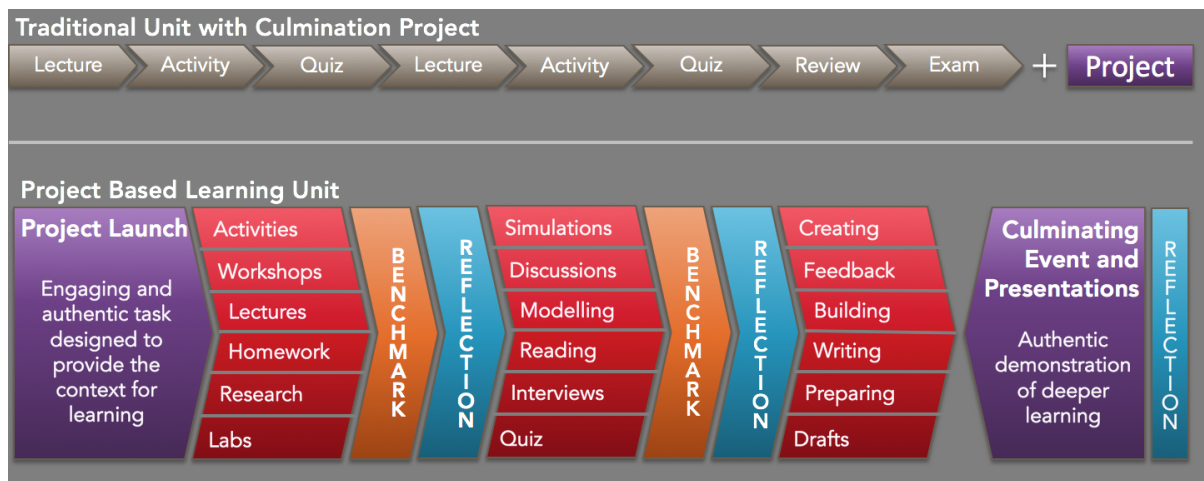 Traditional Unit with Culmination Project
Lecture
Activity
Quiz
Lecture
Activity
Quiz
Review
Exam
+
Project
Project Based Learning Unit
Project Launch
Engaging and
authentic task
designed to
provide the
context for
learning
Activities
Workshops
Lectures
Homework
Research
Labs
BENCHMARK
REFLECTION
Simulations
Discussions
Modelling
Reading
Interviews
Quiz
BENCHMARK
REFLECTION
Creating
Feedback
Building
Writing
Preparing
Drafts
Culminating
Event and
Presentations
Authentic
demonstration
of deeper
learning
REFLECTION